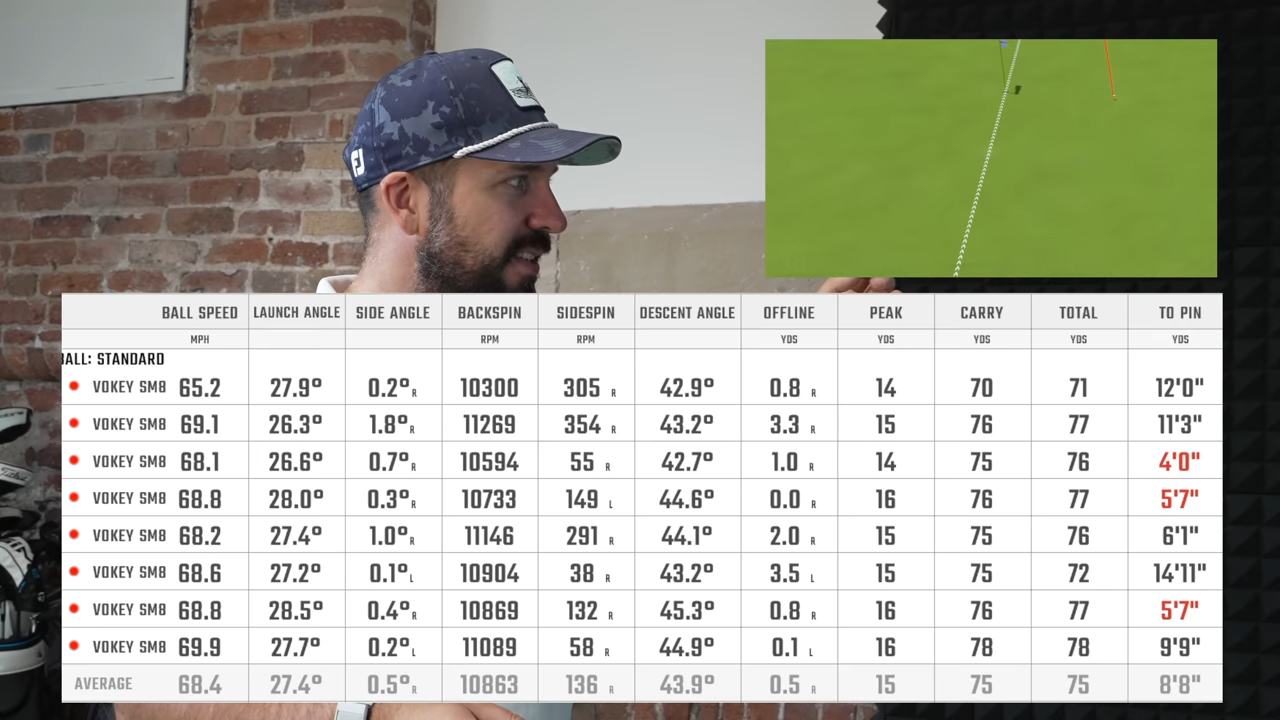 FJ
BALL SPEED LAUNCH ANGLE SIDE ANGLE BACKSPIN SIDESPIN DESCENT ANGLE OFFLINE PEAK CARRY TOTAL TO PIN
MPH RPM RPM YDS YDS YDS YDS YDS
BALL: STANDARD
VOKEY SM8 65.2 27.9° 0.2° R 10300 305 R 42.9° 0.8 R 14 70 71 12'0"
VOKEY SM8 69.1 26.3° 1.8° R 11269 354 R 43.2° 3.3 R 15 76 77 11'3"
VOKEY SM8 68.1 26.6° 0.7° R 10594 55 R 42.7° 1.0 R 14 75 76 4'0"
VOKEY SM8 68.8 28.0° 0.3° R 10733 149 L 44.6° 0.0 R 16 76 77 5'7"
VOKEY SM8 68.2 27.4° 1.0° R 11146 291 R 44.1° 2.0 R 15 75 76 6'1"
VOKEY SM8 68.6 27.2° 0.1° L 10904 38 R 43.2° 3.5 L 15 75 72 14'11"
VOKEY SM8 68.8 28.5° 0.4° R 10869 132 R 45.3° 0.8 R 16 76 77 5'7"
VOKEY SM8 69.9 27.7° 0.2° L 11089 58 R 44.9° 0.1 L 16 78 78 9'9"
AVERAGE 68.4 27.4° 0.5° R 10863 136 R 43.9° 0.5 R 15 75 75 8'8"